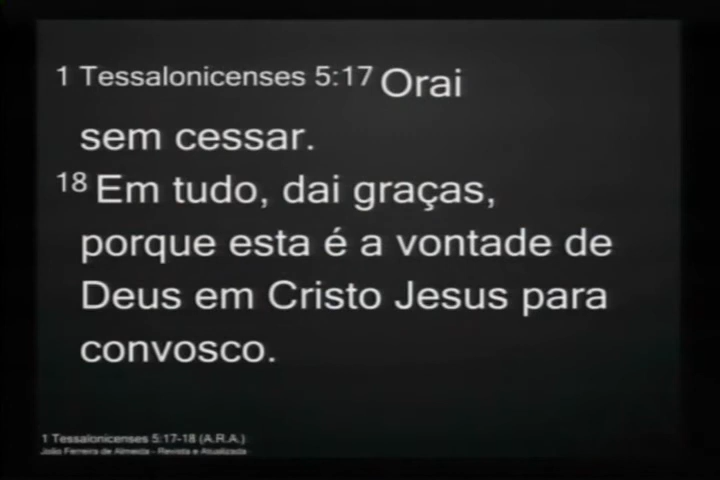 1 Tessalonicenses 5:17 Orai
sem cessar.
18 Em tudo, dai graças,
porque esta é a vontade de
Deus em Cristo Jesus para
convosco.
1 Tessalonicenses 5:17-18 (A.R.A.)
João Ferreira de Almeida - Revista e Atualizada